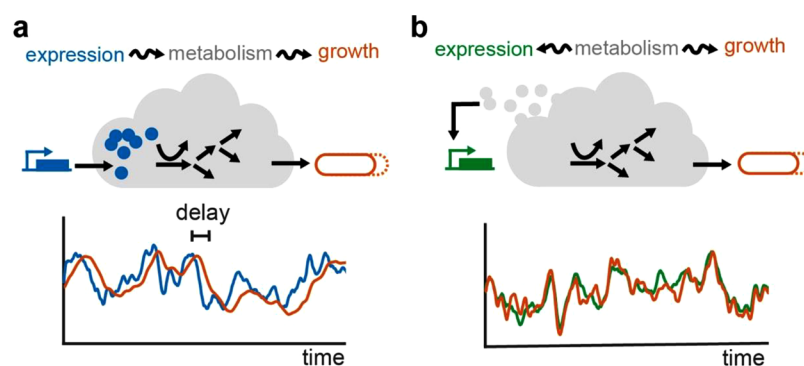 a
expression metabolism growth
delay
time
b
expression metabolism growth
time